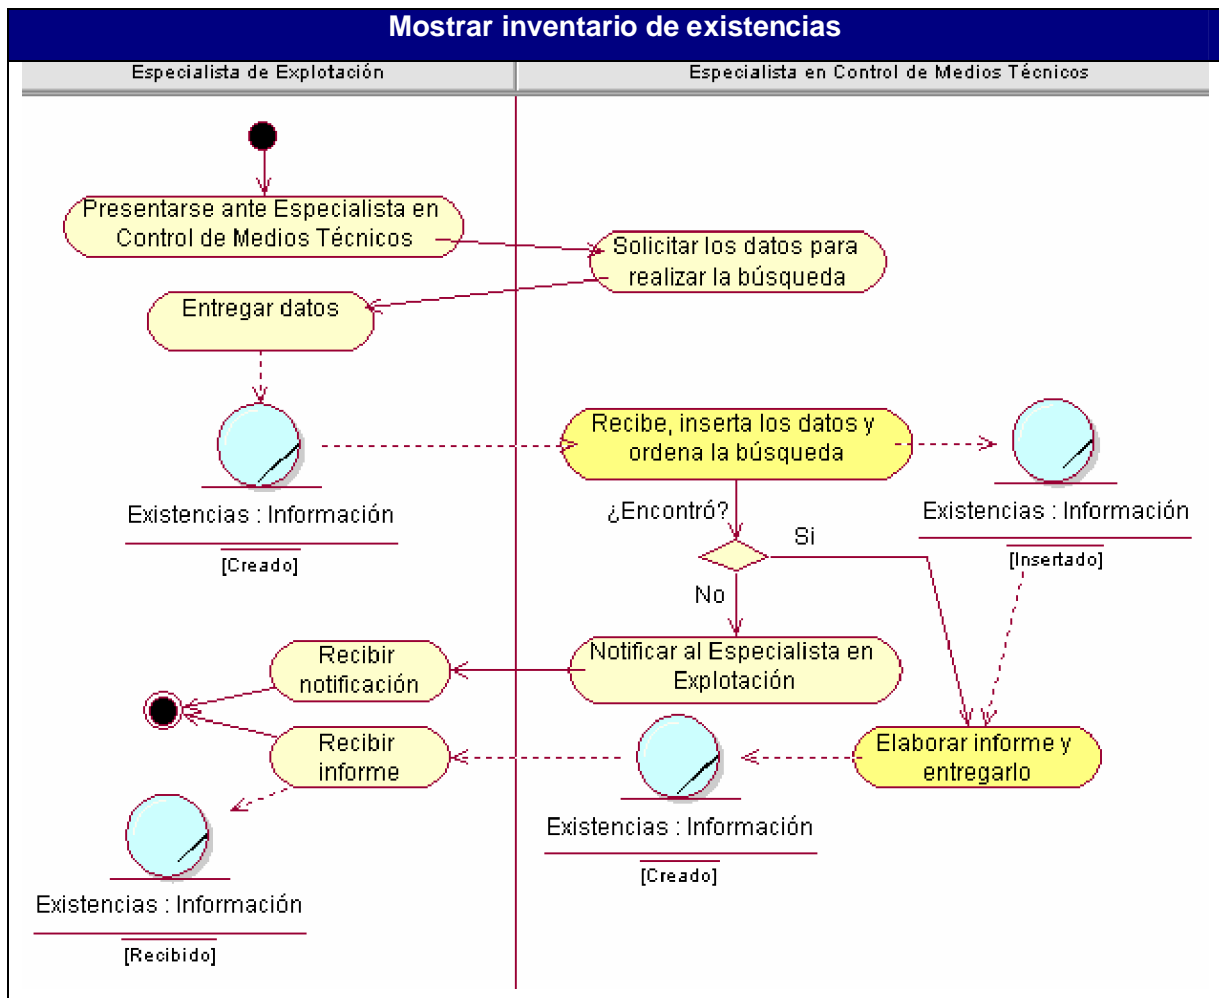 Mostrar inventario de existencias
Especialista de Explotación
Especialista en Control de Medios Técnicos
Presentarse ante Especialista en
Control de Medios Técnicos
Solicitar los datos para
realizar la búsqueda
Entregar datos
Recibe, inserta los datos y
ordena la búsqueda
Existencias : Información
[Creado]
¿Encontró?
Si
No
Existencias : Información
[Insertado]
Notificar al Especialista en
Explotación
Recibir
notificación
Recibir
informe
Elaborar informe y
entregarlo
Existencias : Información
[Creado]
Existencias : Información
[Recibido]